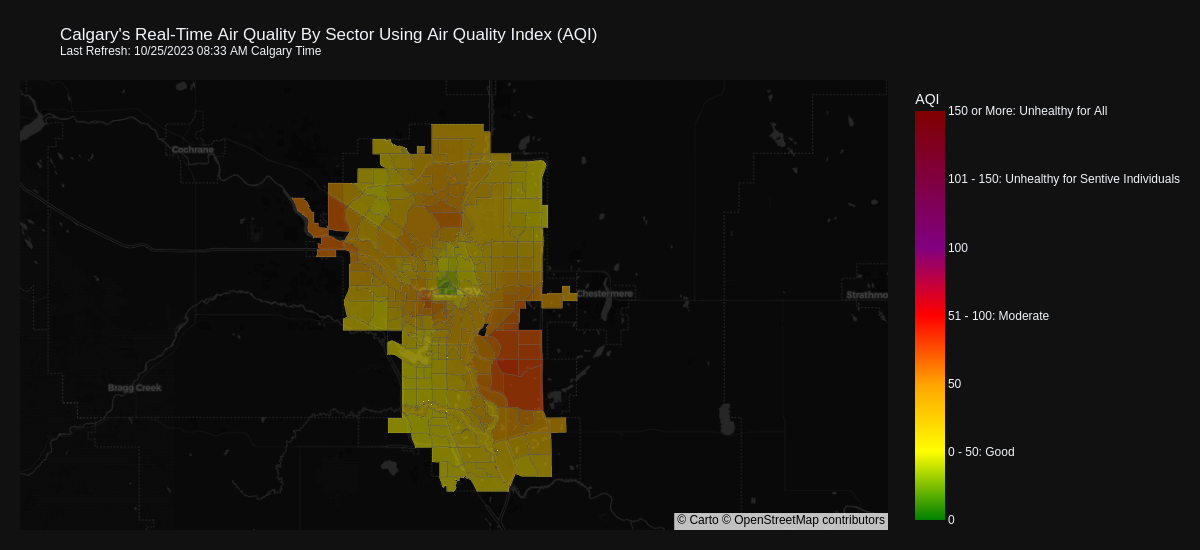 Calgary's Real-Time Air Quality By Sector Using Air Quality Index (AQI)
Last Refresh: 10/25/2023 08:33 AM Calgary Time
AQI
150 or More: Unhealthy for All
Cochrane
101 - 150: Unhealthy for Sentive Individuals
100
Chestermere
Strathmo
51 - 100: Moderate
Bragg Creek
50
0 - 50: Good
0
© Carto © OpenStreetMap contributors